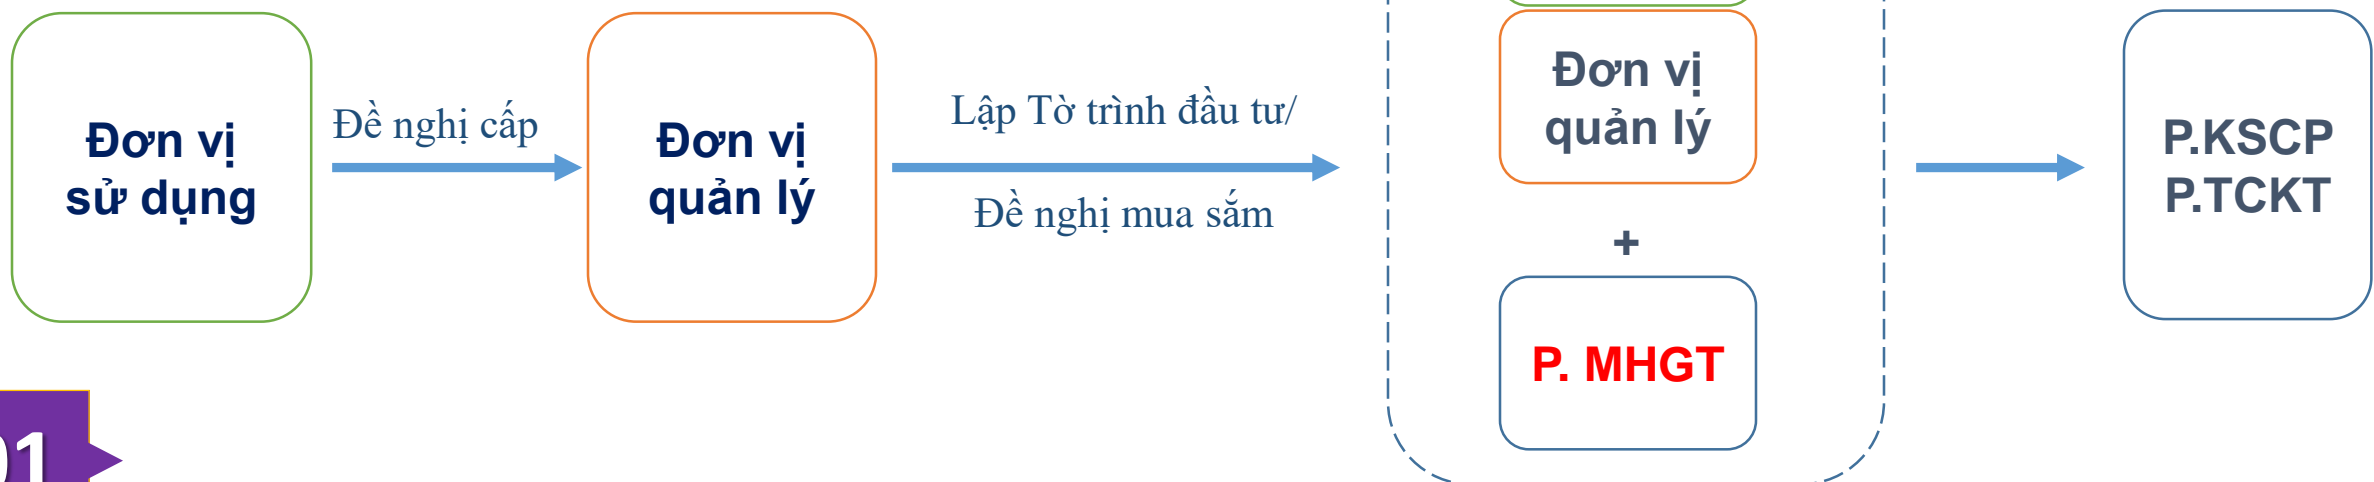 Đơn vị
sử dụng
Đề nghị cấp
Đơn vị
quản lý
Lập Tờ trình đầu tư/
Đề nghị mua sắm
Đơn vị
quản lý
+
P. MHGT
P.KSCP
P.TCKT
01